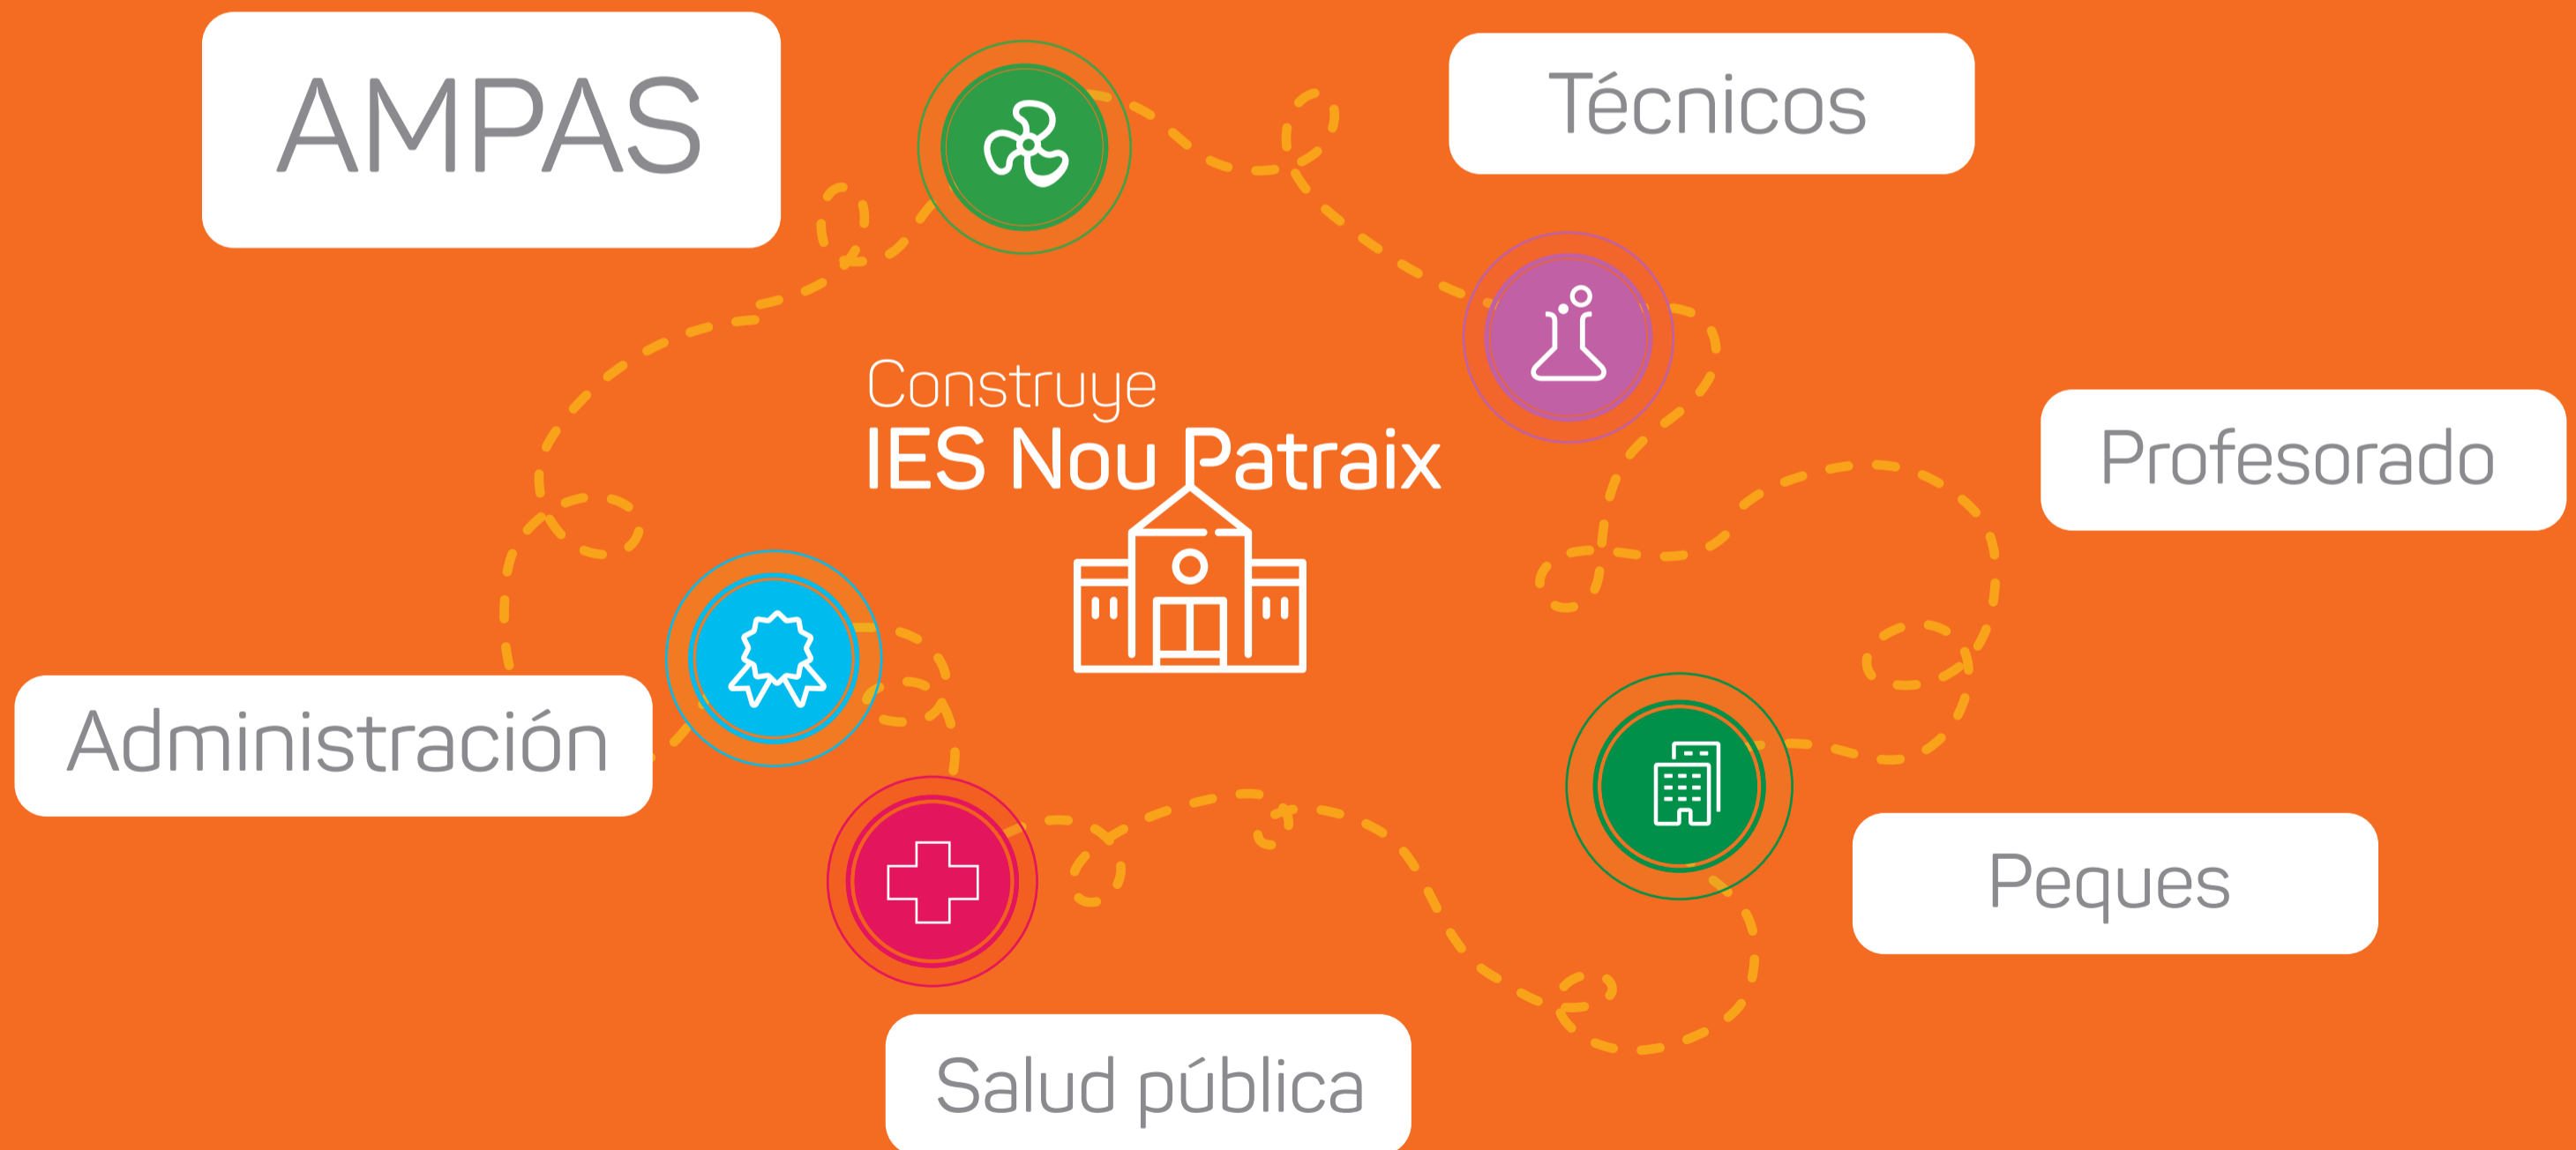 AMPAS
Técnicos
Construye
IES Nou Patraix
Profesorado
Administración
Peques
Salud pública